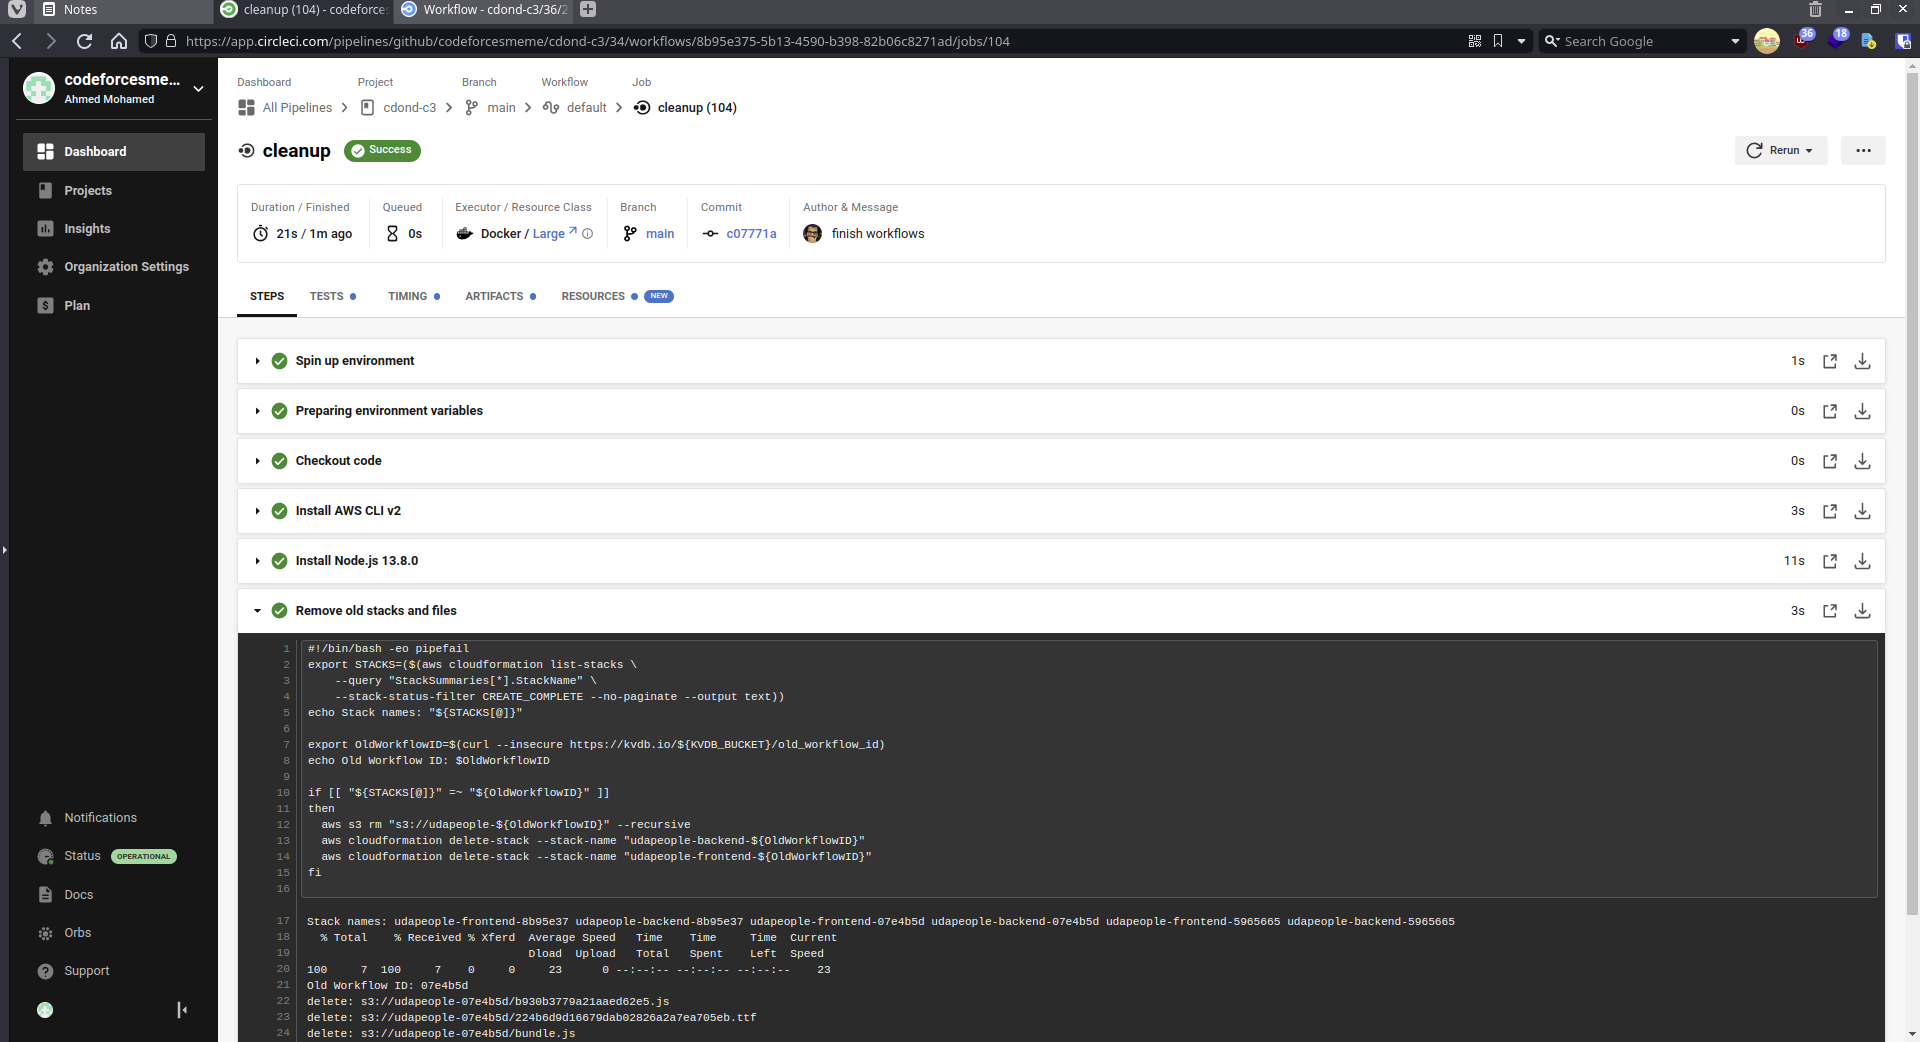 Notes
cleanup (104) - codeforces
Workflow - cdond-c3/36/2
https://app.circleci.com/pipelines/github/codeforcesmeme/cdond-c3/34/workflows/8b95e375-5b13-4590-b398-82b06c8271ad/jobs/104
Search Google
36
18
codeforcesme...
Ahmed Mohamed
Dashboard
Projects
Insights
Organization Settings
Plan
Notifications
Status OPERATIONAL
Docs
Orbs
Support
Dashboard Project Branch Workflow Job
All Pipelines cdond-c3 main default cleanup (104)
cleanup Success
Rerun
Duration / Finished Queued Executor / Resource Class Branch Commit Author & Message
21s / 1m ago 0s Docker / Large main c07771a finish workflows
STEPS TESTS TIMING ARTIFACTS RESOURCES NEW
Spin up environment 1s
Preparing environment variables 0s
Checkout code 0s
Install AWS CLI v2 3s
Install Node.js 13.8.0 11s
Remove old stacks and files 3s
1 #!/bin/bash -eo pipefail
2 export STACKS=($(aws cloudformation list-stacks \
3 --query "StackSummaries[*].StackName" \
4 --stack-status-filter CREATE_COMPLETE --no-paginate --output text))
5 echo Stack names: "${STACKS[@]}"
6
7 export OldWorkflowID=$(curl --insecure https://kvdb.io/${KVDB_BUCKET}/old_workflow_id)
8 echo Old Workflow ID: $OldWorkflowID
9
10 if [[ "${STACKS[@]}" =~ "${OldWorkflowID}" ]]
11 then
12 aws s3 rm "s3://udapeople-${OldWorkflowID}" --recursive
13 aws cloudformation delete-stack --stack-name "udapeople-backend-${OldWorkflowID}"
14 aws cloudformation delete-stack --stack-name "udapeople-frontend-${OldWorkflowID}"
15 fi
16
17 Stack names: udapeople-frontend-8b95e37 udapeople-backend-8b95e37 udapeople-frontend-07e4b5d udapeople-backend-07e4b5d udapeople-frontend-5965665 udapeople-backend-5965665
18 % Total % Received % Xferd Average Speed Time Time Time Current
19 Dload Upload Total Spent Left Speed
20 100 7 100 7 0 0 23 0 --:--:-- --:--:-- --:--:-- 23
21 Old Workflow ID: 07e4b5d
22 delete: s3://udapeople-07e4b5d/b930b3779a21aaed62e5.js
23 delete: s3://udapeople-07e4b5d/224b6d9d16679dab02826a2a7ea705eb.ttf
24 delete: s3://udapeople-07e4b5d/bundle.js